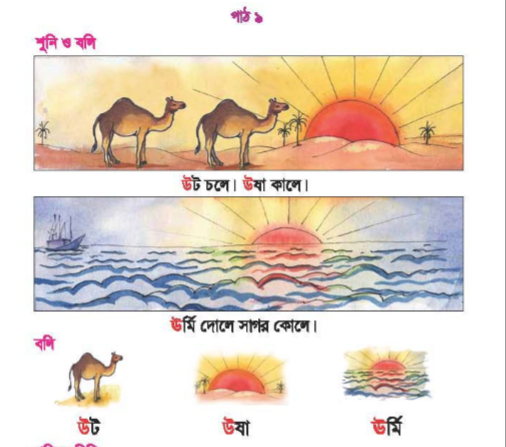 পাঠ ৯
শুনি ও বলি
উট চলে। উষা কালে।
ঊর্মি দোলে সাগর কোলে।
বলি
উট
উষা
ঊর্মি